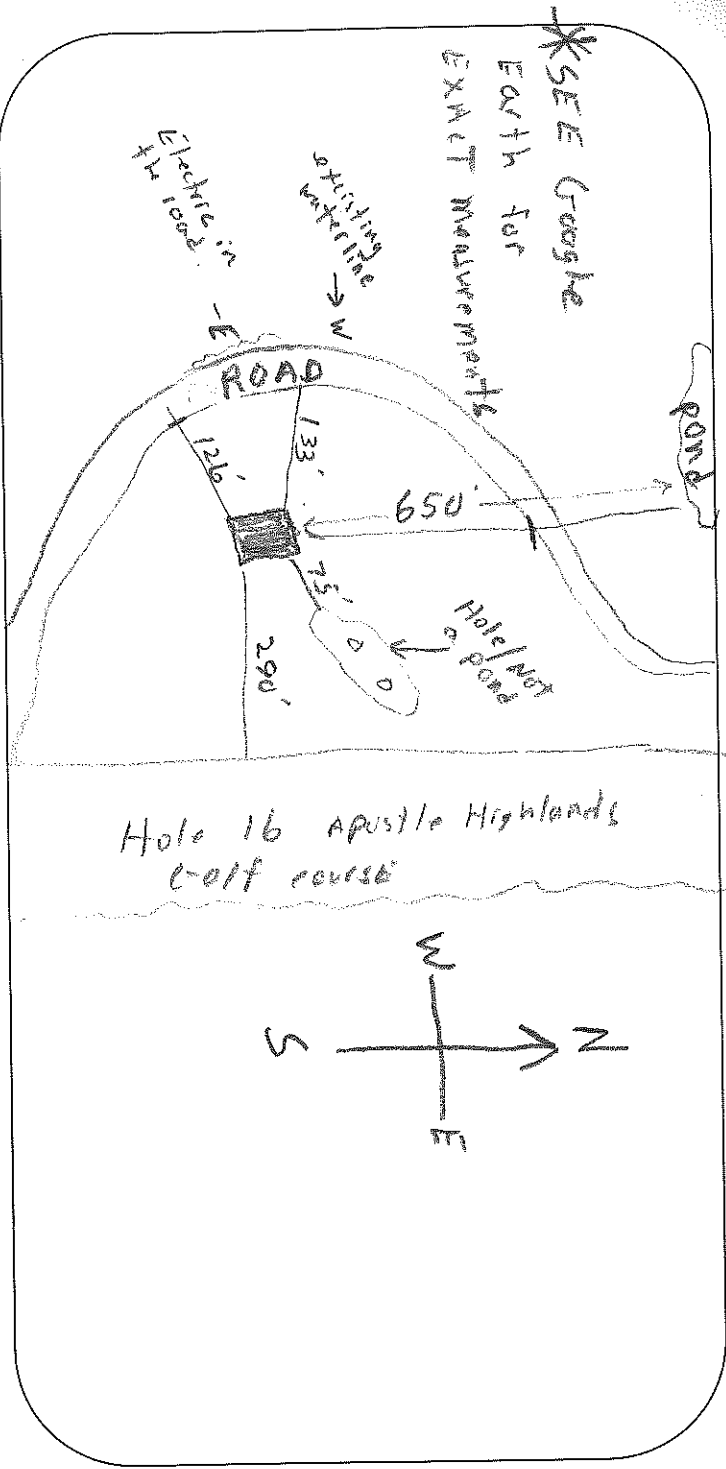 *SEE Google
Earth for
EXACT measurements
pond
existing
waterline
→ W
Electric in
the road.
-E
ROAD
133'
126'
650'
75'
Hole/Not
a pond
290'
Hole 16 Apostle Highlands
Golf course
N
W
E
S